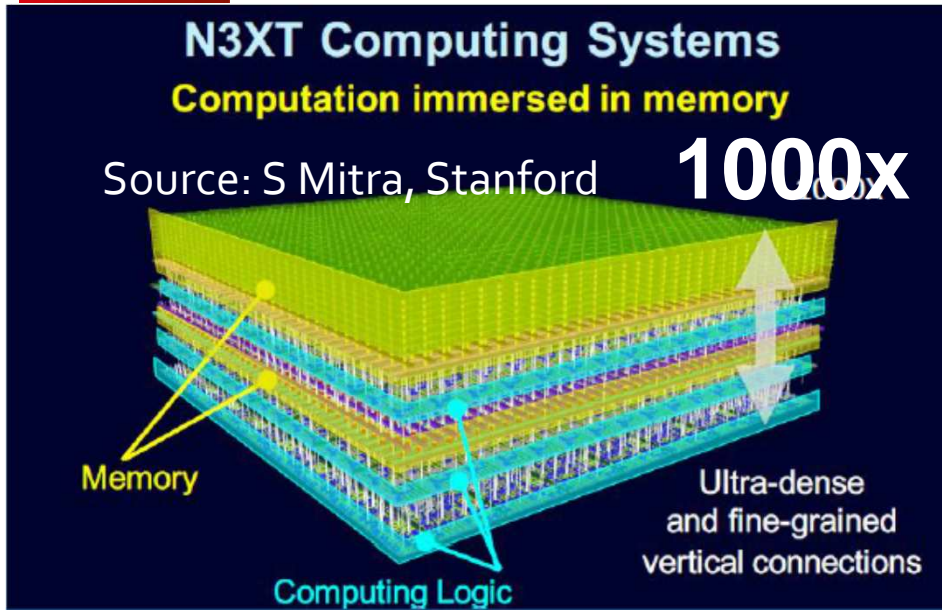 N3XT Computing Systems
Computation immersed in memory
Source: S Mitra, Stanford
1000x
1000X
Memory
Ultra-dense
and fine-grained
vertical connections
Computing Logic